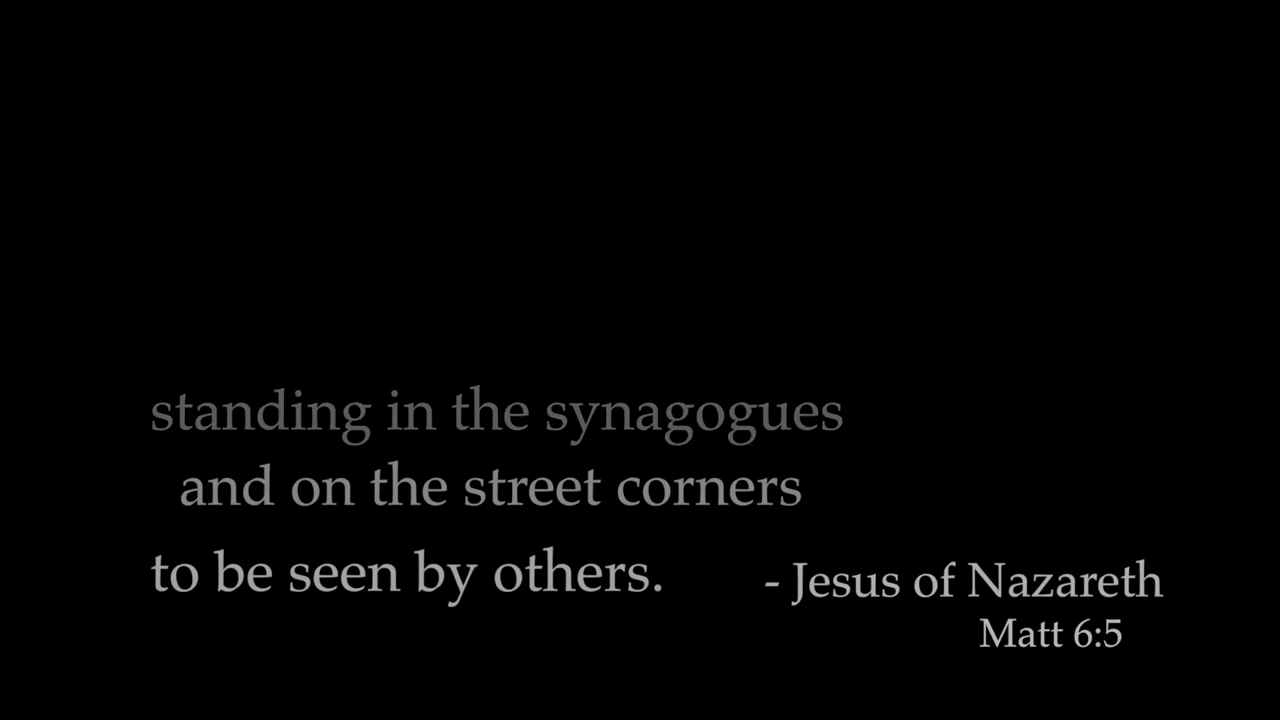 standing in the synagogues
and on the street corners
to be seen by others.
- Jesus of Nazareth
Matt 6:5